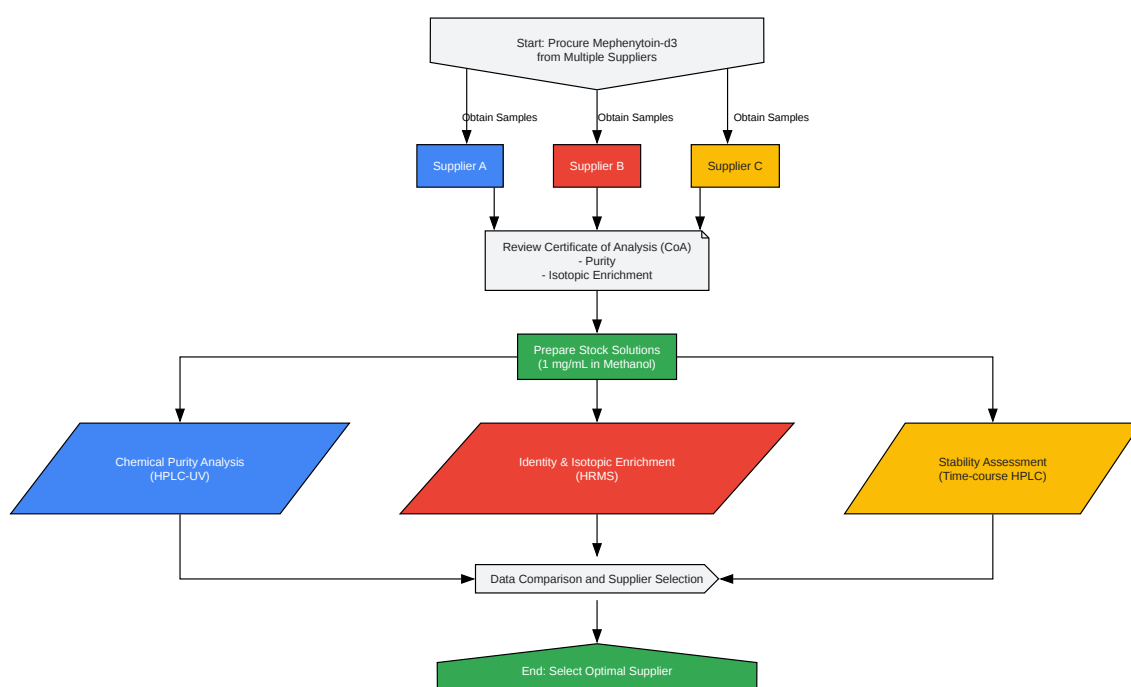 Start: Procure Mephenytoin-d3
from Multiple Suppliers
Obtain Samples
Obtain Samples
Obtain Samples
Supplier A
Supplier B
Supplier C
Review Certificate of Analysis (CoA)
- Purity
- Isotopic Enrichment
Prepare Stock Solutions
(1 mg/mL in Methanol)
Chemical Purity Analysis
(HPLC-UV)
Identity & Isotopic Enrichment
(HRMS)
Stability Assessment
(Time-course HPLC)
Data Comparison and Supplier Selection
End: Select Optimal Supplier